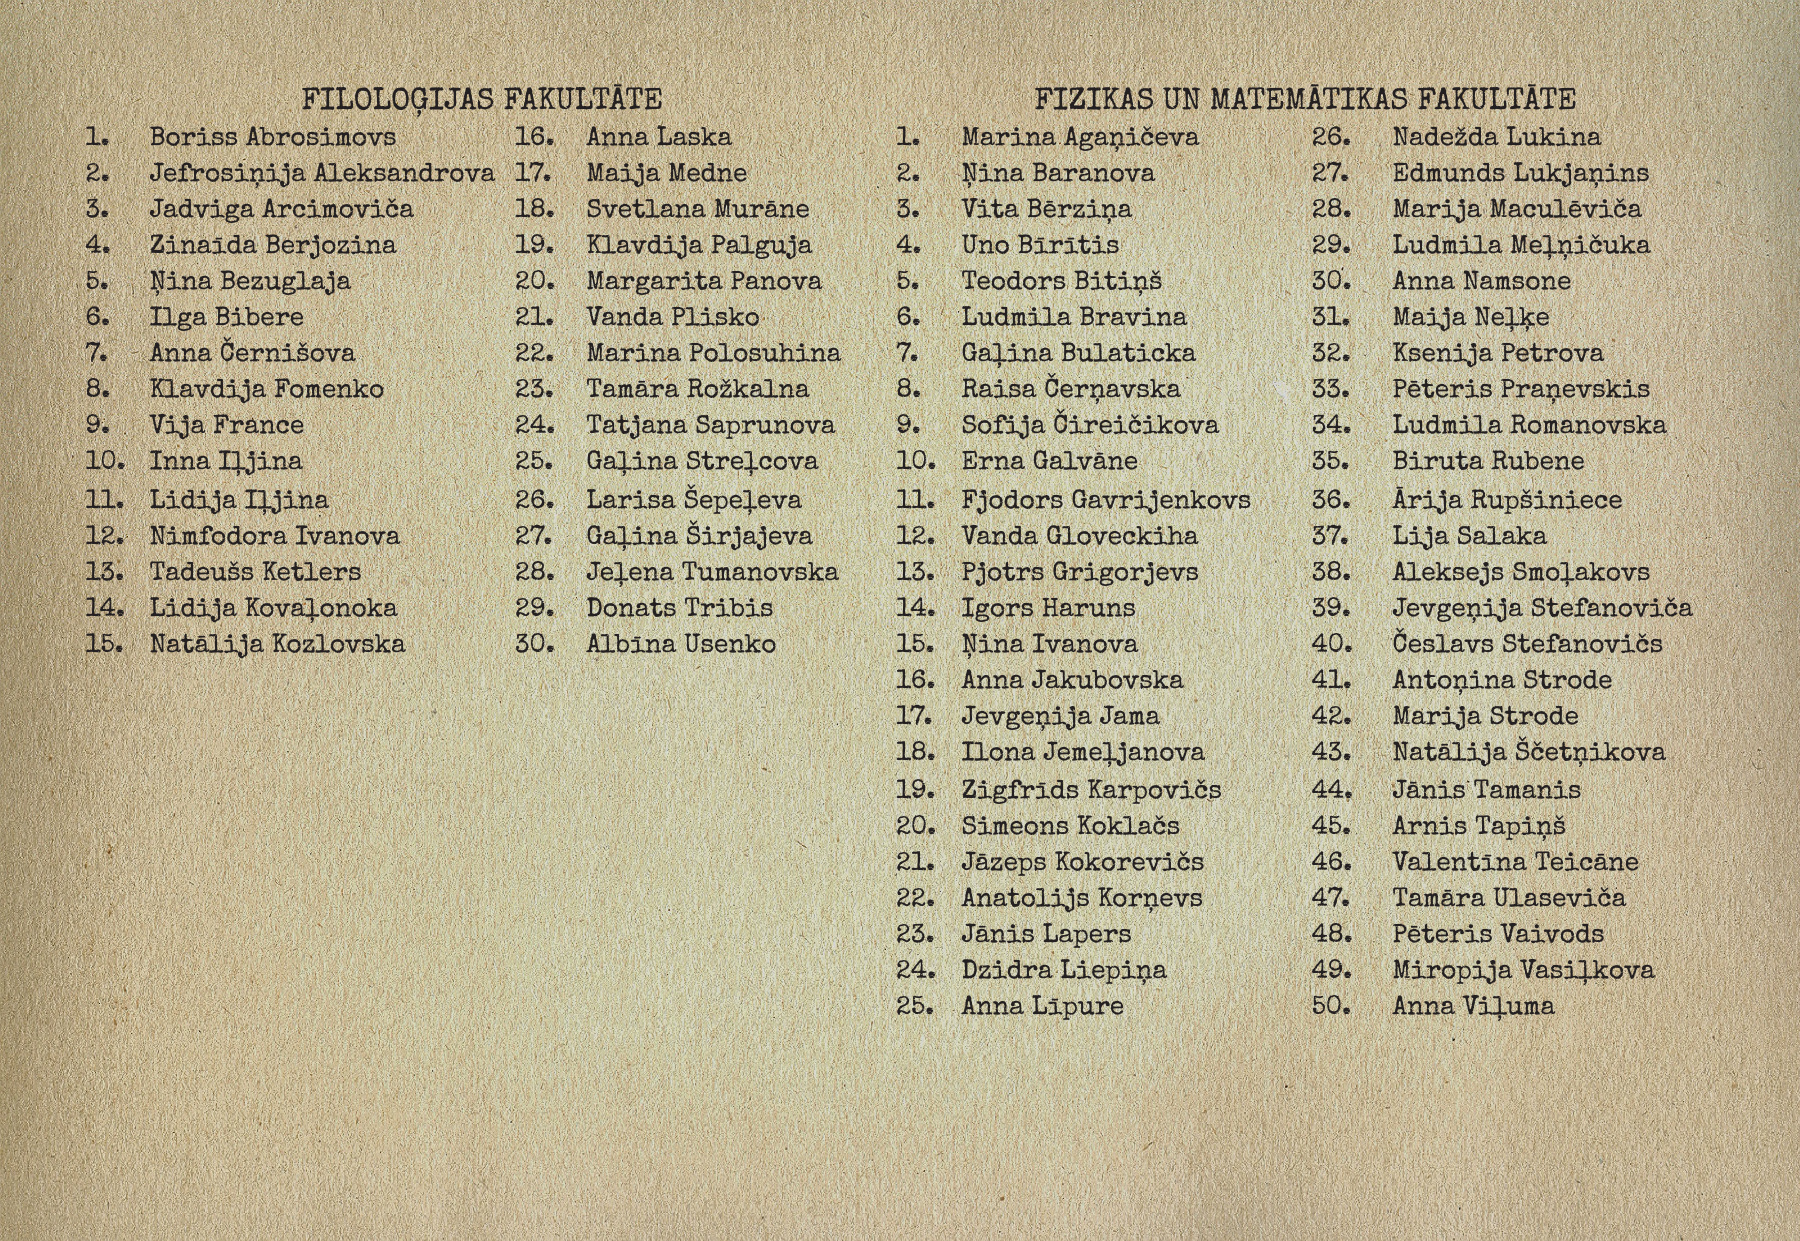 FILOLOĢIJAS FAKULTĀTE
1. Boriss Abrosimovs
2. Jefrosiņija Aleksandrova
3. Jadviga Arcimoviča
4. Zinaīda Berjozina
5. Ņina Bezuglaja
6. Ilga Bibere
7. Anna Černišova
8. Klavdija Fomenko
9. Vija France
10. Inna Iļjina
11. Lidija Iļjina
12. Nimfodora Ivanova
13. Tadeušs Ketlers
14. Lidija Kovaļonoka
15. Natālija Kozlovska
16. Anna Laska
17. Maija Medne
18. Svetlana Murāne
19. Klavdija Palguja
20. Margarita Panova
21. Vanda Plisko
22. Marina Polosuhina
23. Tamāra Rožkalna
24. Tatjana Saprunova
25. Gaļina Streļcova
26. Larisa Šepeļeva
27. Gaļina Širjajeva
28. Jeļena Tumanovska
29. Donats Tribis
30. Albīna Usenko
FIZIKAS UN MATEMĀTIKAS FAKULTĀTE
1. Marina Agaņičeva
2. Ņina Baranova
3. Vita Bērziņa
4. Uno Bīrītis
5. Teodors Bitiņš
6. Ludmila Bravina
7. Gaļina Bulaticka
8. Raisa Čerņavska
9. Sofija Čireičikova
10. Erna Galvāne
11. Fjodors Gavrijenkovs
12. Vanda Gloveckiha
13. Pjotrs Grigorjevs
14. Igors Haruns
15. Ņina Ivanova
16. Anna Jakubovska
17. Jevgeņija Jama
18. Ilona Jemeļjanova
19. Zigfrīds Karpovičs
20. Simeons Koklačs
21. Jāzeps Kokorevičs
22. Anatolijs Korņevs
23. Jānis Lapers
24. Dzidra Liepiņa
25. Anna Līpure
26. Nadežda Lukina
27. Edmunds Lukjaņins
28. Marija Maculēviča
29. Ludmila Meļņičuka
30. Anna Namsone
31. Maija Neļķe
32. Ksenija Petrova
33. Pēteris Praņevskis
34. Ludmila Romanovska
35. Biruta Rubene
36. Ārija Rupšiniece
37. Lija Salaka
38. Aleksejs Smoļakovs
39. Jevgeņija Stefanoviča
40. Česlavs Stefanovičs
41. Antoņina Strode
42. Marija Strode
43. Natālija Ščetņikova
44. Jānis Tamanis
45. Arnis Tapiņš
46. Valentīna Teicāne
47. Tamāra Ulaseviča
48. Pēteris Vaivods
49. Miropija Vasiļkova
50. Anna Viļuma